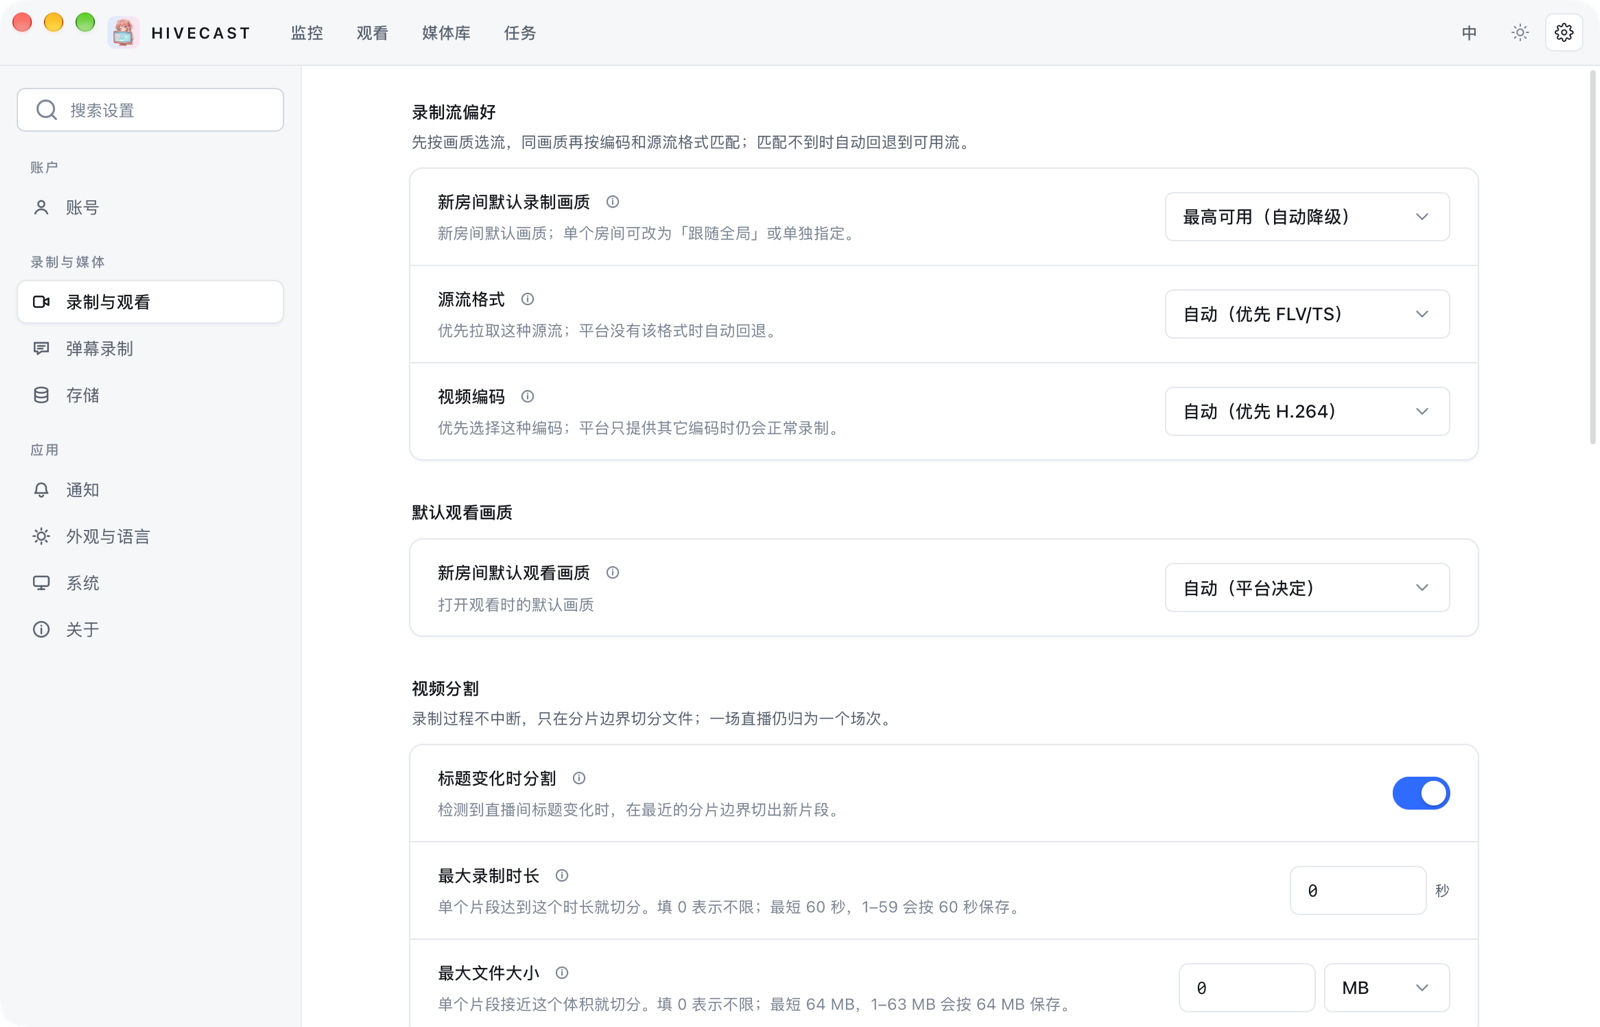 HIVECAST
监控
观看
媒体库
任务
中
搜索设置
账户
账号
录制与媒体
录制与观看
弹幕录制
存储
应用
通知
外观与语言
系统
关于
录制流偏好
先按画质选流，同画质再按编码和源流格式匹配；匹配不到时自动回退到可用流。
新房间默认录制画质
最高可用（自动降级）
新房间默认画质；单个房间可改为「跟随全局」或单独指定。
源流格式
自动（优先 FLV/TS）
优先拉取这种源流；平台没有该格式时自动回退。
视频编码
自动（优先 H.264）
优先选择这种编码；平台只提供其它编码时仍会正常录制。
默认观看画质
新房间默认观看画质
自动（平台决定）
打开观看时的默认画质
视频分割
录制过程不中断，只在分片边界切分文件；一场直播仍归为一个场次。
标题变化时分割
检测到直播间标题变化时，在最近的分片边界切出新片段。
最大录制时长
0
秒
单个片段达到这个时长就切分。填 0 表示不限；最短 60 秒，1–59 会按 60 秒保存。
最大文件大小
0
MB
单个片段接近这个体积就切分。填 0 表示不限；最短 64 MB，1–63 MB 会按 64 MB 保存。